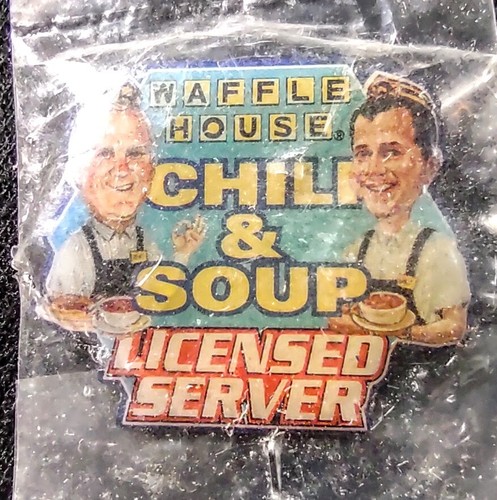 WAFFLE
HOUSE®
CHILI
&
SOUP
LICENSED
SERVER